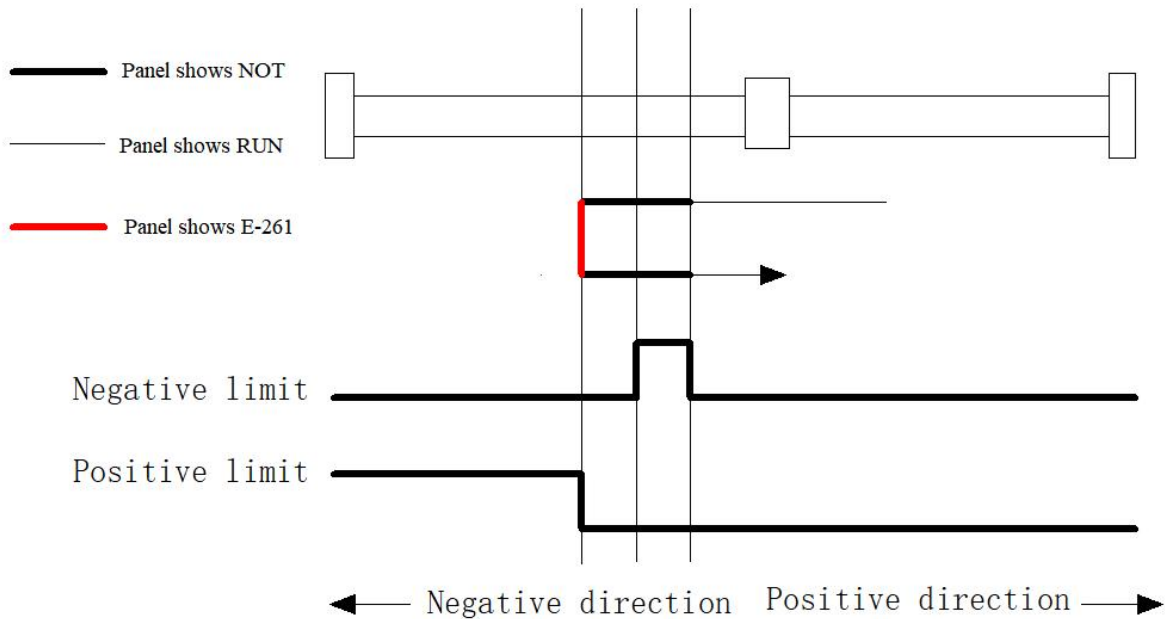 Panel shows NOT
Panel shows RUN
Panel shows E-261
Negative limit
Positive limit
Negative direction
Positive direction